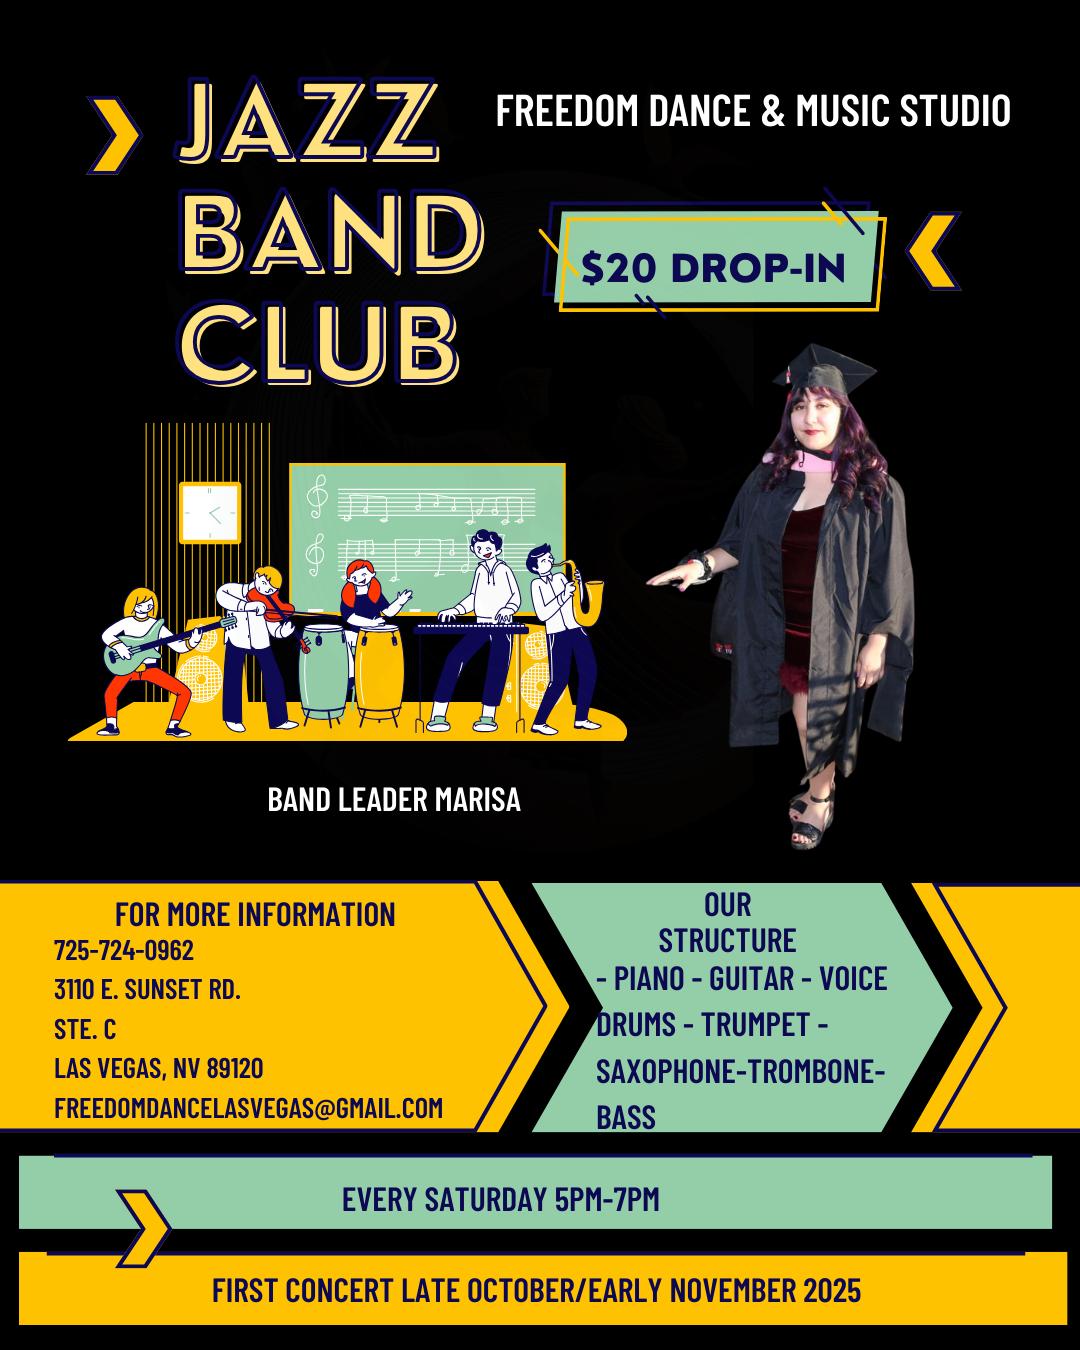 JAZZ
BAND
CLUB
FREEDOM DANCE & MUSIC STUDIO
$20 DROP-IN
BAND LEADER MARISA
FOR MORE INFORMATION
725-724-0962
3110 E. SUNSET RD.
STE. C
LAS VEGAS, NV 89120
FREEDOMDANCELASVEGAS@GMAIL.COM
OUR
STRUCTURE
- PIANO - GUITAR - VOICE
DRUMS - TRUMPET -
SAXOPHONE-TROMBONE-
BASS
EVERY SATURDAY 5PM-7PM
FIRST CONCERT LATE OCTOBER/EARLY NOVEMBER 2025